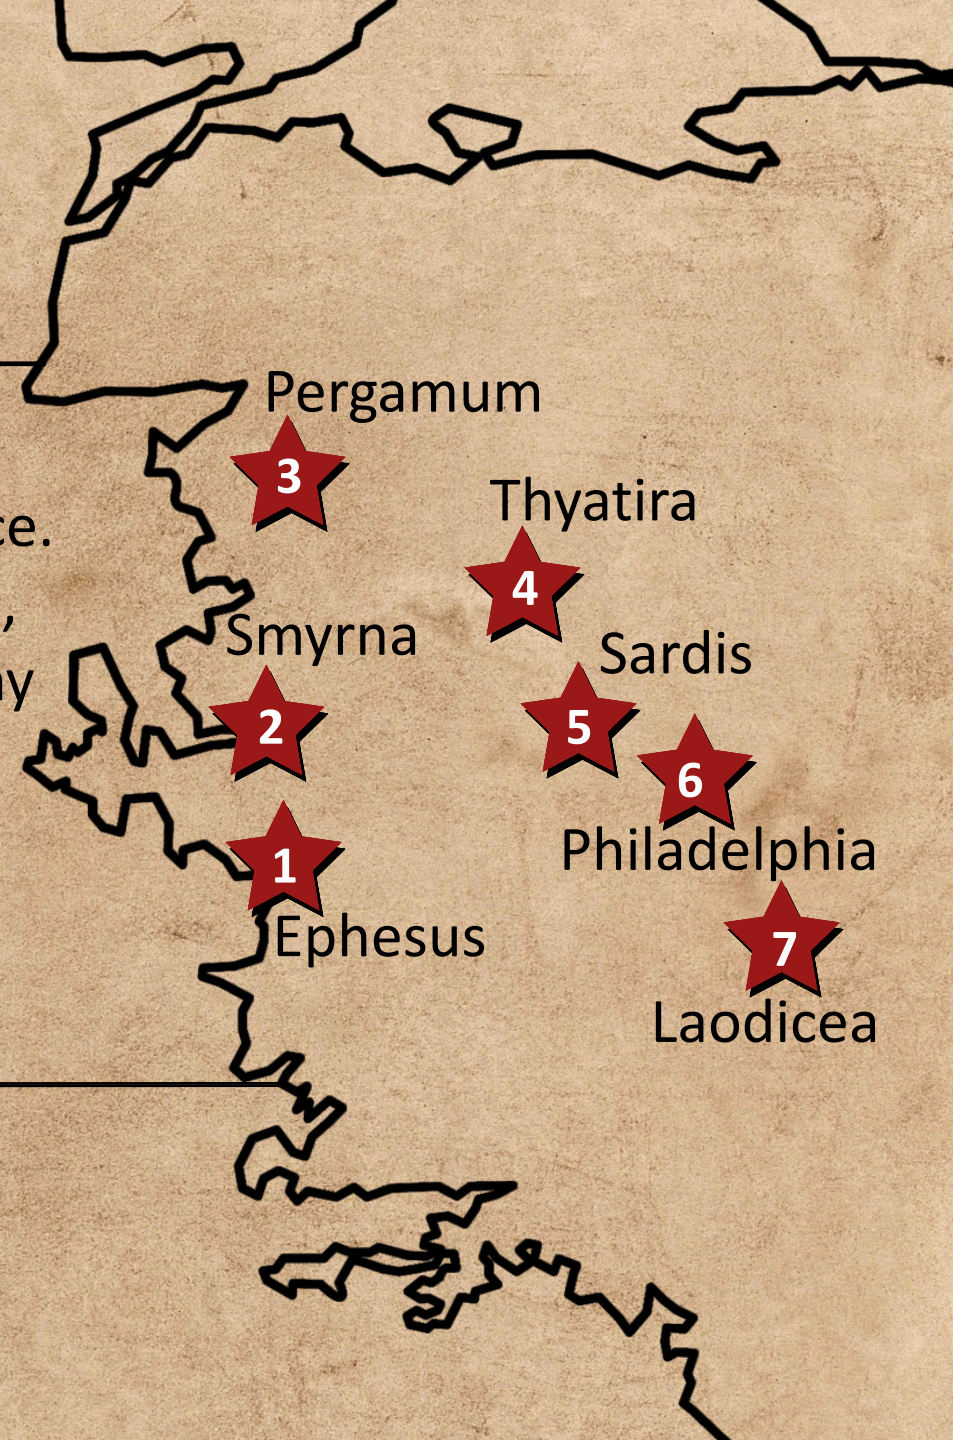 Pergamum
3
Thyatira
4
ce.
,
Smyrna
Sardis
2
5
6
Philadelphia
1
Ephesus
7
Laodicea